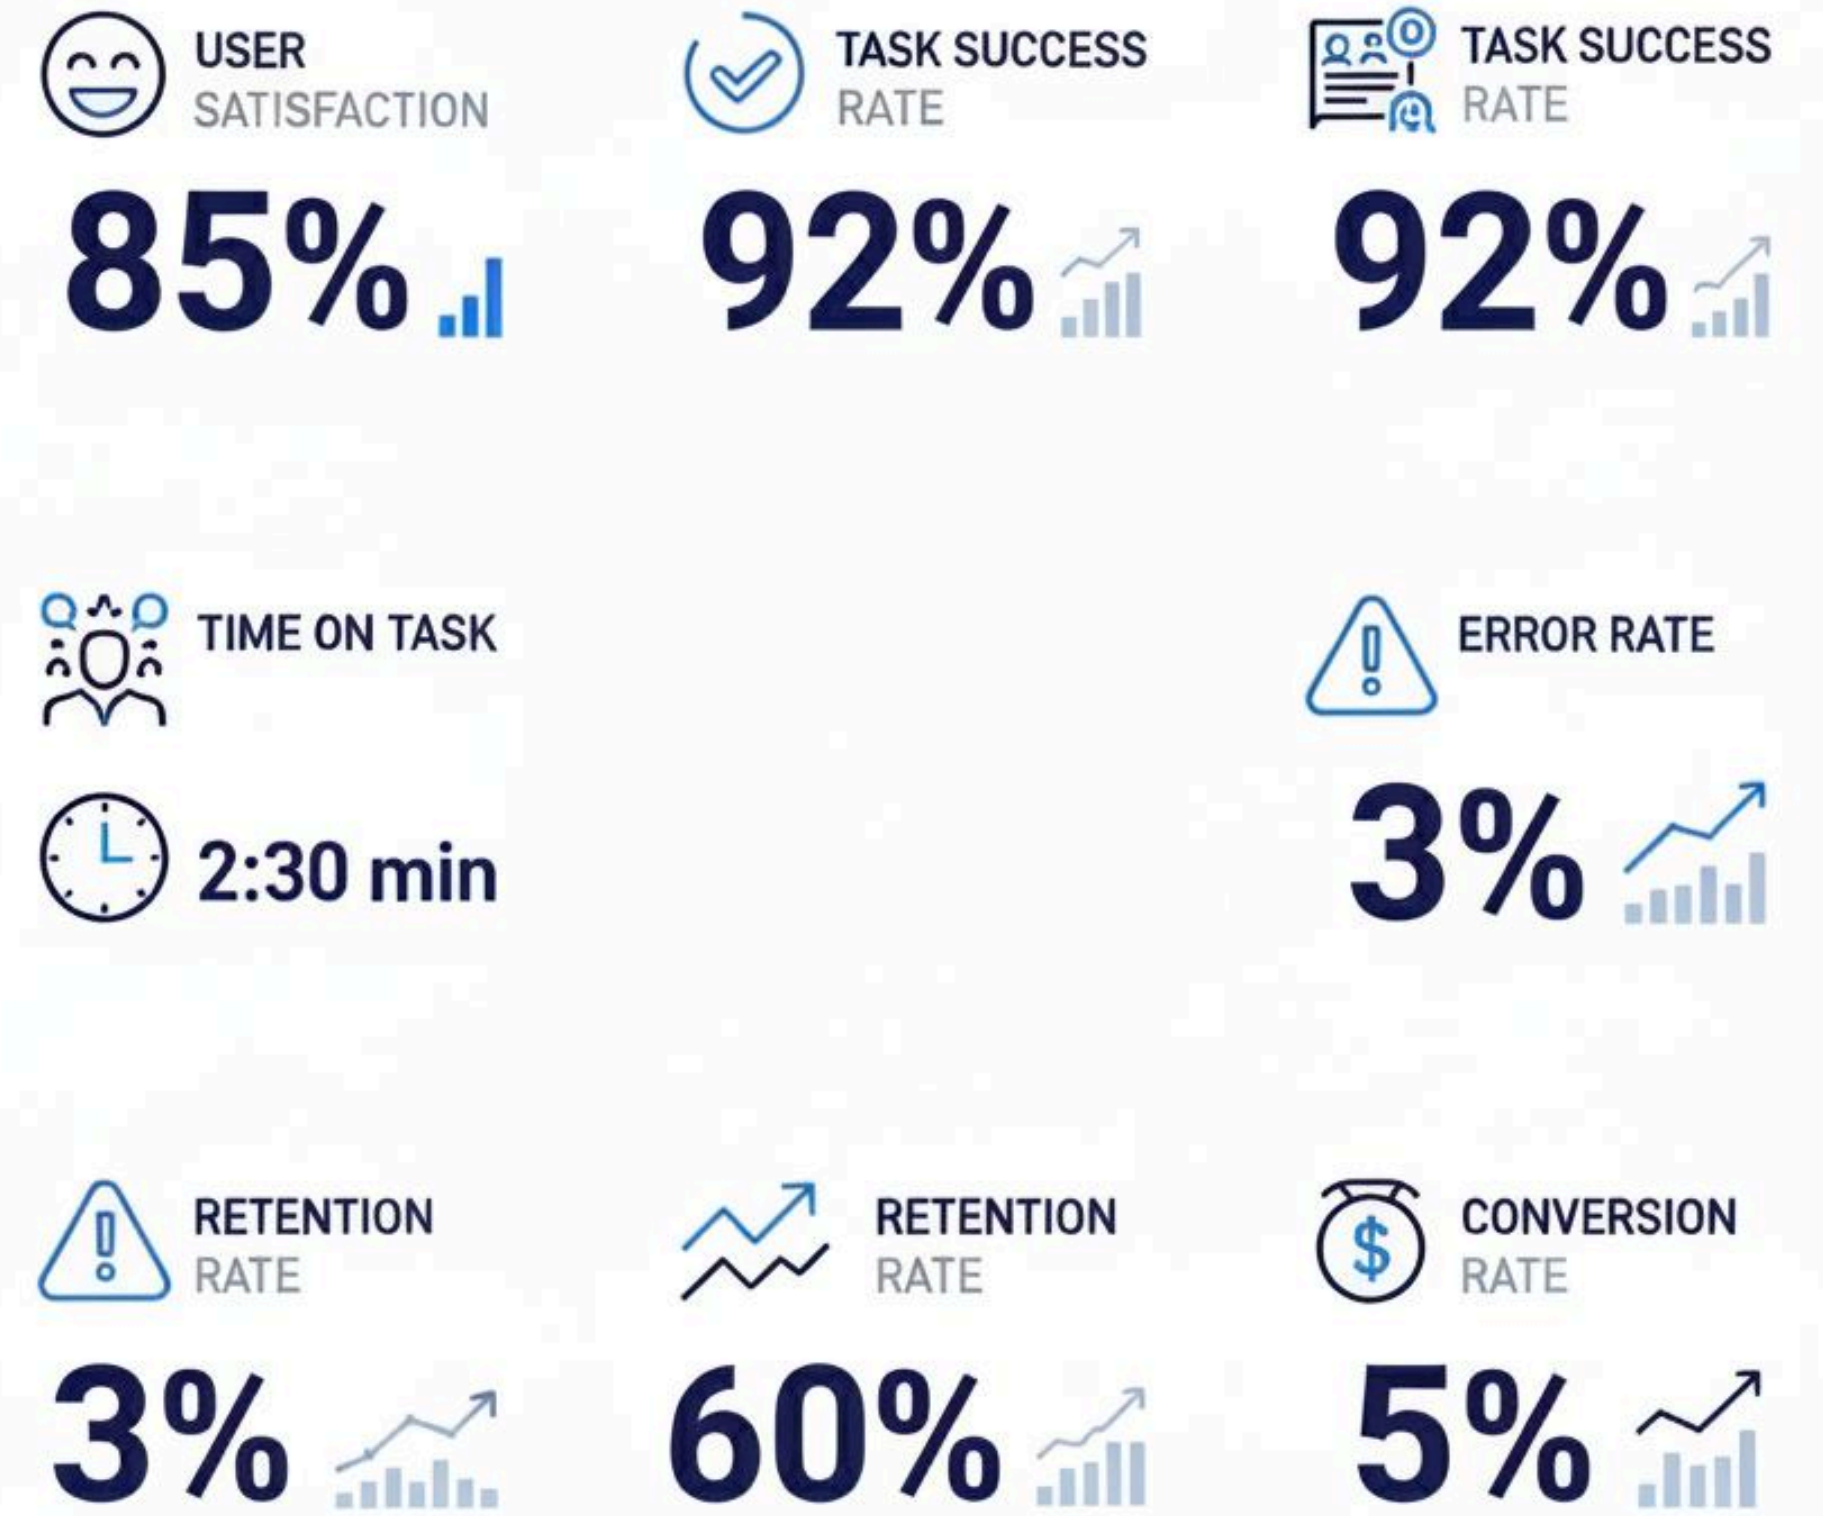 USER
SATISFACTION
85%
TASK SUCCESS
RATE
92%
TASK SUCCESS
RATE
92%
TIME ON TASK
2:30 min
ERROR RATE
3%
RETENTION
RATE
3%
RETENTION
RATE
60%
CONVERSION
RATE
5%